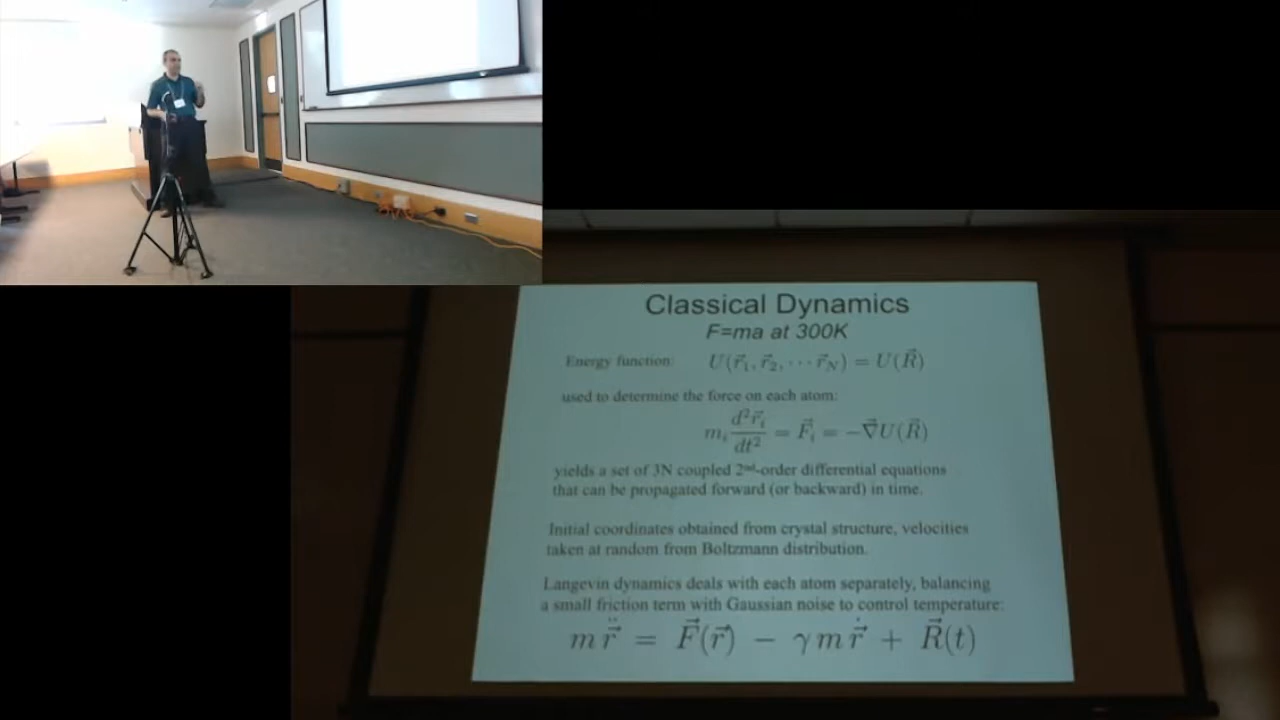 Classical Dynamics
F=ma at 300K
Energy function: U(r⃗₁, r⃗₂, ⋯ r⃗_N) = U(R⃗)
used to determine the force on each atom:
mᵢ d²r⃗ᵢ/dt² = F⃗ᵢ = −∇⃗U(R⃗)
yields a set of 3N coupled 2ⁿᵈ-order differential equations
that can be propagated forward (or backward) in time.
Initial coordinates obtained from crystal structure, velocities
taken at random from Boltzmann distribution.
Langevin dynamics deals with each atom separately, balancing
a small friction term with Gaussian noise to control temperature:
m r⃗̈ = F⃗(r⃗) − γ m r⃗̇ + R⃗(t)